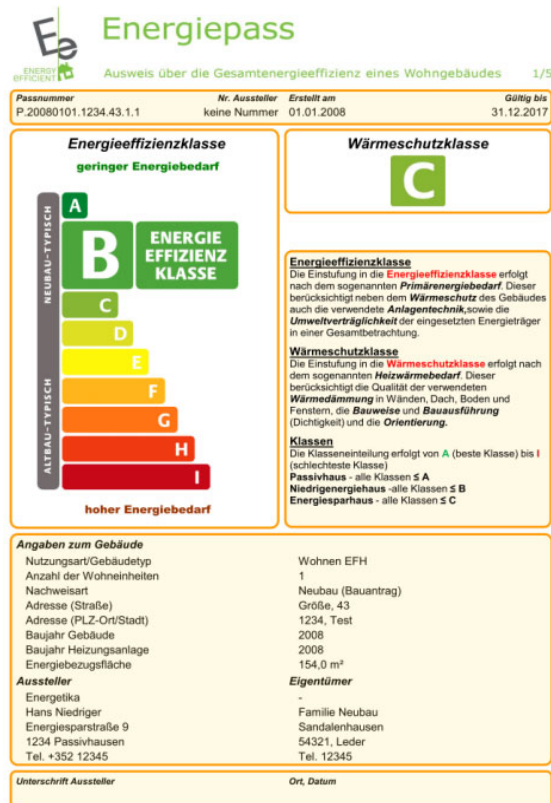 Ee
ENERGY
EFFICIENT
Energiepass
Ausweis über die Gesamtenergieeffizienz eines Wohngebäudes 1/5
Passnummer Nr. Aussteller Erstellt am Gültig bis
P.20080101.1234.43.1.1 keine Nummer 01.01.2008 31.12.2017
Energieeffizienzklasse
geringer Energiebedarf
NEUBAU-TYPISCH
ALTBAU-TYPISCH
A
B ENERGIE
EFFIZIENZ
KLASSE
C
D
E
F
G
H
I
hoher Energiebedarf
Wärmeschutzklasse
C
Energieeffizienzklasse
Die Einstufung in die Energieeffizienzklasse erfolgt
nach dem sogenannten Primärenergiebedarf. Dieser
berücksichtigt neben dem Wärmeschutz des Gebäudes
auch die verwendete Anlagentechnik,sowie die
Umweltverträglichkeit der eingesetzten Energieträger
in einer Gesamtbetrachtung.
Wärmeschutzklasse
Die Einstufung in die Wärmeschutzklasse erfolgt nach
dem sogenannten Heizwärmebedarf. Dieser
berücksichtigt die Qualität der verwendeten
Wärmedämmung in Wänden, Dach, Boden und
Fenstern, die Bauweise und Bauausführung
(Dichtigkeit) und die Orientierung.
Klassen
Die Klasseneinteilung erfolgt von A (beste Klasse) bis I
(schlechteste Klasse)
Passivhaus - alle Klassen ≤ A
Niedrigenergiehaus -alle Klassen ≤ B
Energiesparhaus - alle Klassen ≤ C
Angaben zum Gebäude
Nutzungsart/Gebäudetyp Wohnen EFH
Anzahl der Wohneinheiten 1
Nachweisart Neubau (Bauantrag)
Adresse (Straße) Größe, 43
Adresse (PLZ-Ort/Stadt) 1234, Test
Baujahr Gebäude 2008
Baujahr Heizungsanlage 2008
Energiebezugsfläche 154,0 m²
Aussteller Eigentümer
Energetika -
Hans Niedriger Familie Neubau
Energiesparstraße 9 Sandalenhausen
1234 Passivhausen 54321, Leder
Tel. +352 12345 Tel. 12345
Unterschrift Aussteller Ort, Datum